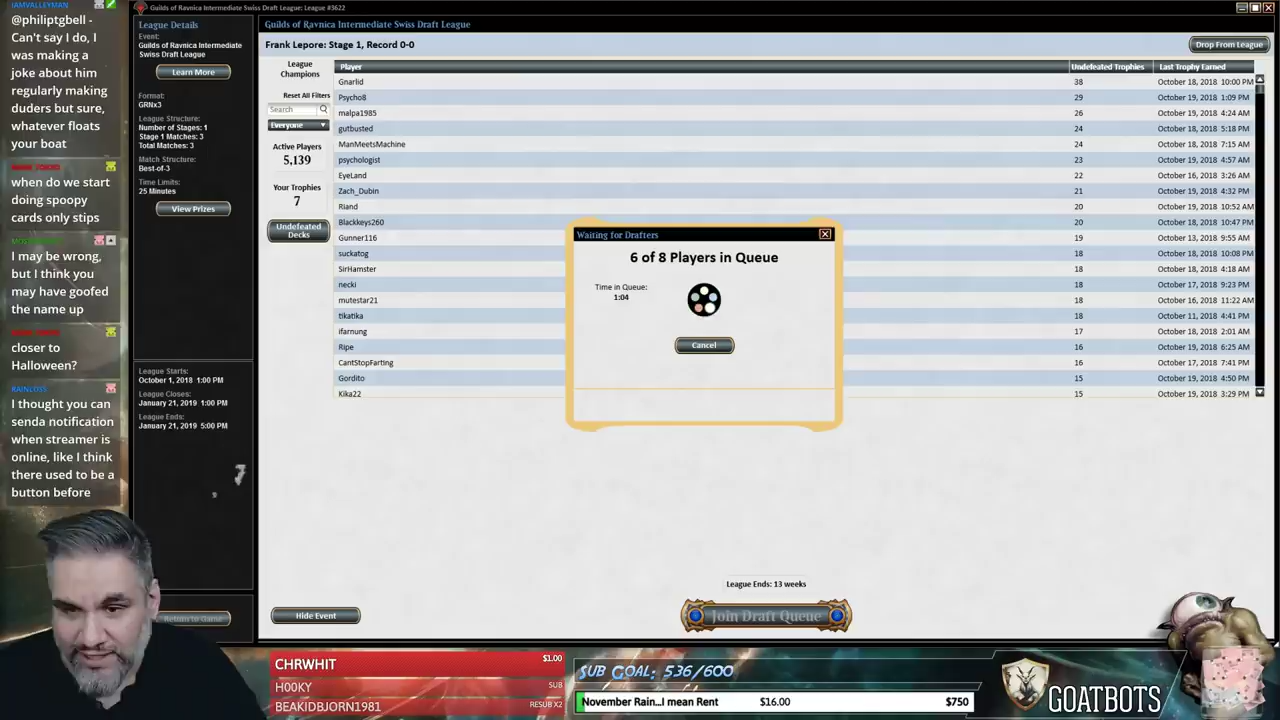 IAMVALLEYMAN
@philiptbell -
Can't say I do, I
was making a
joke about him
regularly making
duders but sure,
whatever floats
your boat
when do we start
doing spoopy
cards only stips
I may be wrong,
but I think you
may have goofed
the name up
closer to
Halloween?
RAINLOSS
I thought you can
senda notification
when streamer is
online, like I think
there used to be a
button before
Guilds of Ravnica Intermediate Swiss Draft League: League #3622
League Details
Event:
Guilds of Ravnica Intermediate
Swiss Draft League
Learn More
Format:
GRNx3
League Structure:
Number of Stages: 1
Stage 1 Matches: 3
Total Matches: 3
Match Structure:
Best-of-3
Time Limits:
25 Minutes
View Prizes
League Starts:
October 1, 2018 1:00 PM
League Closes:
January 21, 2019 1:00 PM
League Ends:
January 21, 2019 5:00 PM
Return to Game
Guilds of Ravnica Intermediate Swiss Draft League
Frank Lepore: Stage 1, Record 0-0
Drop From League
League
Champions
Reset All Filters
Search
Everyone
Active Players
5,139
Your Trophies
7
Undefeated
Decks
Player Undefeated Trophies Last Trophy Earned
Gnarlid 38 October 18, 2018 10:00 PM
Psycho8 29 October 19, 2018 1:09 PM
malpa1985 26 October 19, 2018 4:24 AM
gutbusted 24 October 18, 2018 5:18 PM
ManMeetsMachine 24 October 18, 2018 7:15 AM
psychologist 23 October 19, 2018 4:57 AM
EyeLand 22 October 16, 2018 3:26 AM
Zach_Dubin 21 October 19, 2018 4:32 PM
Riand 20 October 19, 2018 10:52 AM
Blackkeys260 20 October 18, 2018 10:47 PM
Gunner116 19 October 13, 2018 9:55 AM
suckatog 18 October 18, 2018 10:08 PM
SirHamster 18 October 19, 2018 4:18 AM
necki 18 October 17, 2018 9:23 PM
mutestar21 18 October 16, 2018 11:22 AM
tikatika 18 October 11, 2018 4:41 PM
ifarnung 17 October 18, 2018 2:01 AM
Ripe 16 October 19, 2018 6:25 AM
CantStopFarting 16 October 17, 2018 7:41 PM
Gordito 15 October 19, 2018 4:50 PM
Kika22 15 October 19, 2018 3:29 PM
Waiting for Drafters
6 of 8 Players in Queue
Time in Queue:
1:04
Cancel
League Ends: 13 weeks
Hide Event
Join Draft Queue
CHRWHIT $1.00
H00KY SUB
BEAKIDBJORN1981 RESUB X2
SUB GOAL: 536/600
November Rain...I mean Rent $16.00 $750
GOATBOTS